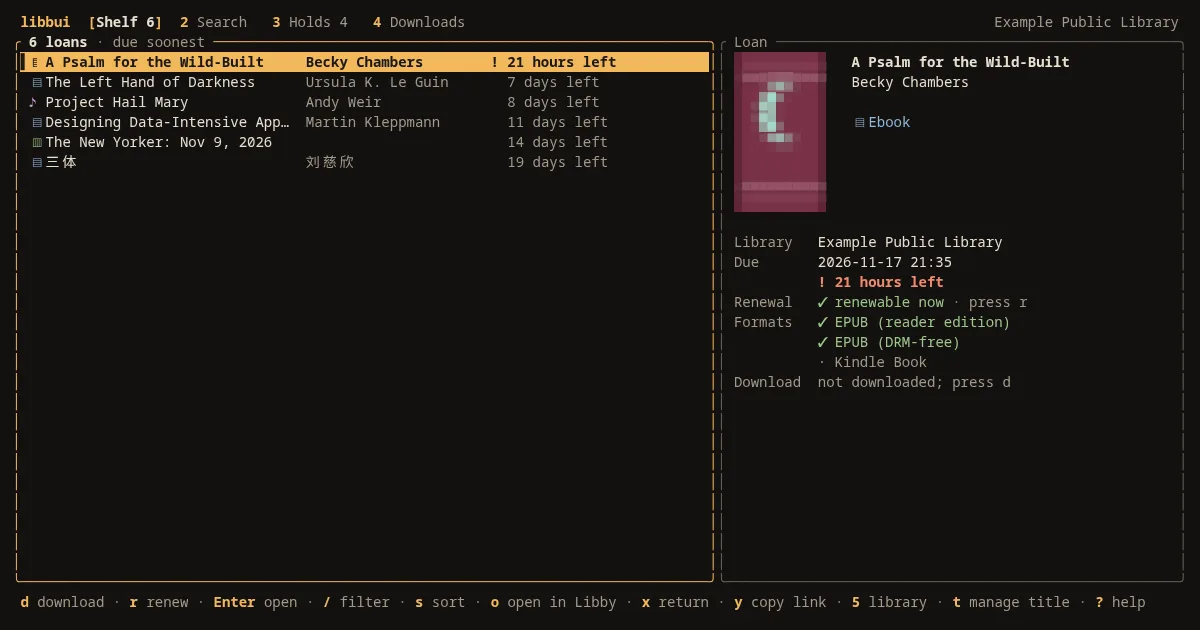 libbui [Shelf 6] 2 Search 3 Holds 4 4 Downloads Example Public Library
6 loans · due soonest
A Psalm for the Wild-Built Becky Chambers ! 21 hours left
The Left Hand of Darkness Ursula K. Le Guin 7 days left
♪ Project Hail Mary Andy Weir 8 days left
Designing Data-Intensive App… Martin Kleppmann 11 days left
The New Yorker: Nov 9, 2026 14 days left
三体 刘慈欣 19 days left
Loan
A Psalm for the Wild-Built
Becky Chambers
Ebook
Library Example Public Library
Due 2026-11-17 21:35
! 21 hours left
Renewal ✓ renewable now · press r
Formats ✓ EPUB (reader edition)
✓ EPUB (DRM-free)
· Kindle Book
Download not downloaded; press d
d download · r renew · Enter open · / filter · s sort · o open in Libby · x return · y copy link · 5 library · t manage title · ? help